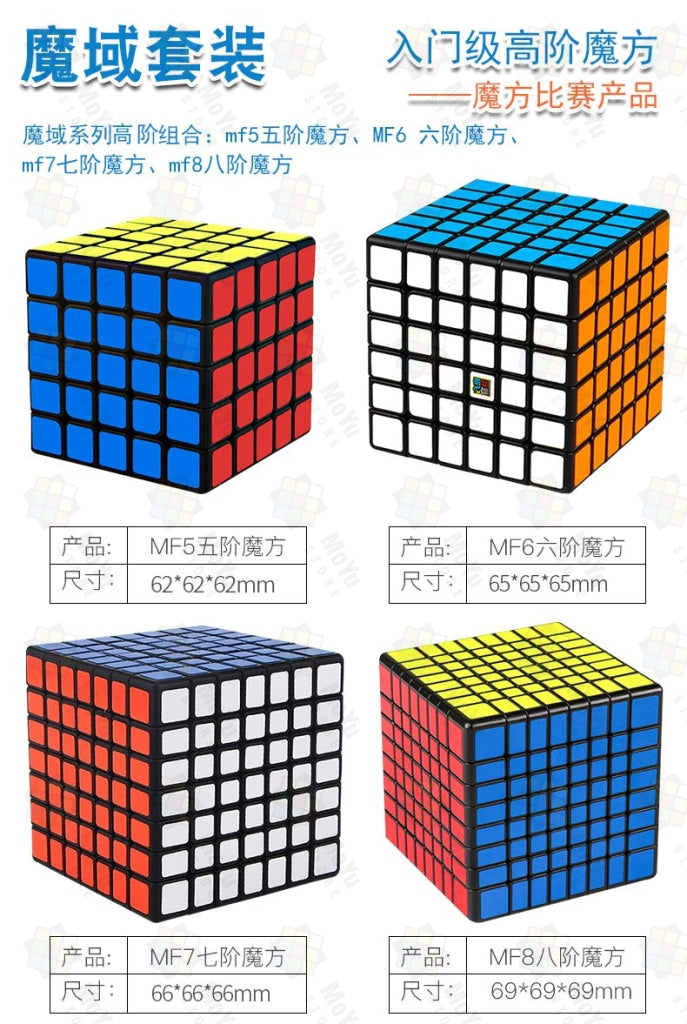 魔域套装
入门级高阶魔方
——魔方比赛产品
魔域系列高阶组合：mf5五阶魔方、MF6 六阶魔方、
mf7七阶魔方、mf8八阶魔方
产品: MF5五阶魔方
尺寸: 62*62*62mm
产品: MF6六阶魔方
尺寸: 65*65*65mm
产品: MF7七阶魔方
尺寸: 66*66*66mm
产品: MF8八阶魔方
尺寸: 69*69*69mm
MoYu
STORE